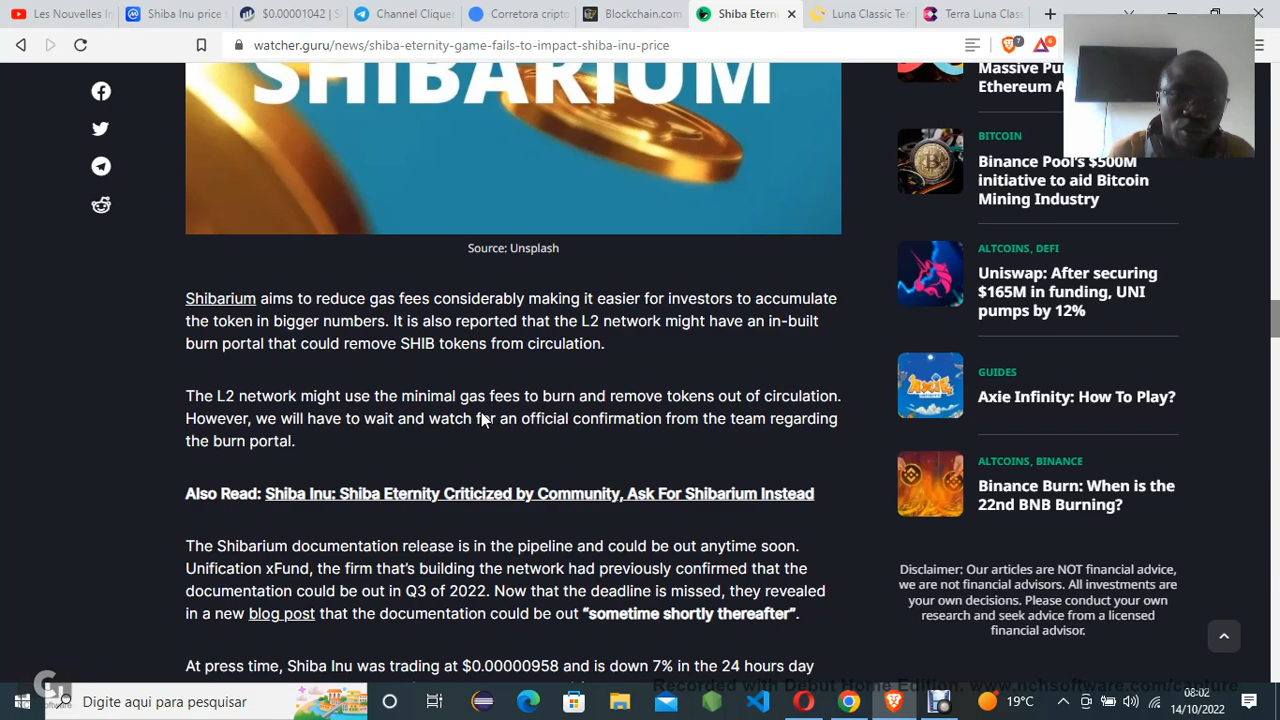 Les Nouvelles In
Shiba Inu price t
$0.00001042 | S
Channel Clique
Corretora cripto
Blockchain.com
Shiba Etern
Luna Classic Te
Terra Luna Clas
/news/shiba-eternity-game-fails-to-impact-shiba-inu-price
7
6
SHIBARIUM
Source: Unsplash
Shibarium aims to reduce gas fees considerably making it easier for investors to accumulate
the token in bigger numbers. It is also reported that the L2 network might have an in-built
burn portal that could remove SHIB tokens from circulation.
The L2 network might use the minimal gas fees to burn and remove tokens out of circulation.
However, we will have to wait and watch for an official confirmation from the team regarding
the burn portal.
Also Read: Shiba Inu: Shiba Eternity Criticized by Community, Ask For Shibarium Instead
The Shibarium documentation release is in the pipeline and could be out anytime soon.
Unification xFund, the firm that's building the network had previously confirmed that the
documentation could be out in Q3 of 2022. Now that the deadline is missed, they revealed
in a new blog post that the documentation could be out "sometime shortly thereafter".
At press time, Shiba Inu was trading at $0.00000958 and is down 7% in the 24 hours day
Massive Pu
Ethereum A
BITCOIN
Binance Pool's $500M
initiative to aid Bitcoin
Mining Industry
ALTCOINS, DEFI
Uniswap: After securing
$165M in funding, UNI
pumps by 12%
GUIDES
Axie Infinity: How To Play?
ALTCOINS, BINANCE
Binance Burn: When is the
22nd BNB Burning?
Disclaimer: Our articles are NOT financial advice,
we are not financial advisors. All investments are
your own decisions. Please conduct your own
research and seek advice from a licensed
financial advisor.
Recorded with Debut Home Edition. www.nchsoftware.com/capture
Software
Digite aqui para pesquisar
19°C
08:02
14/10/2022